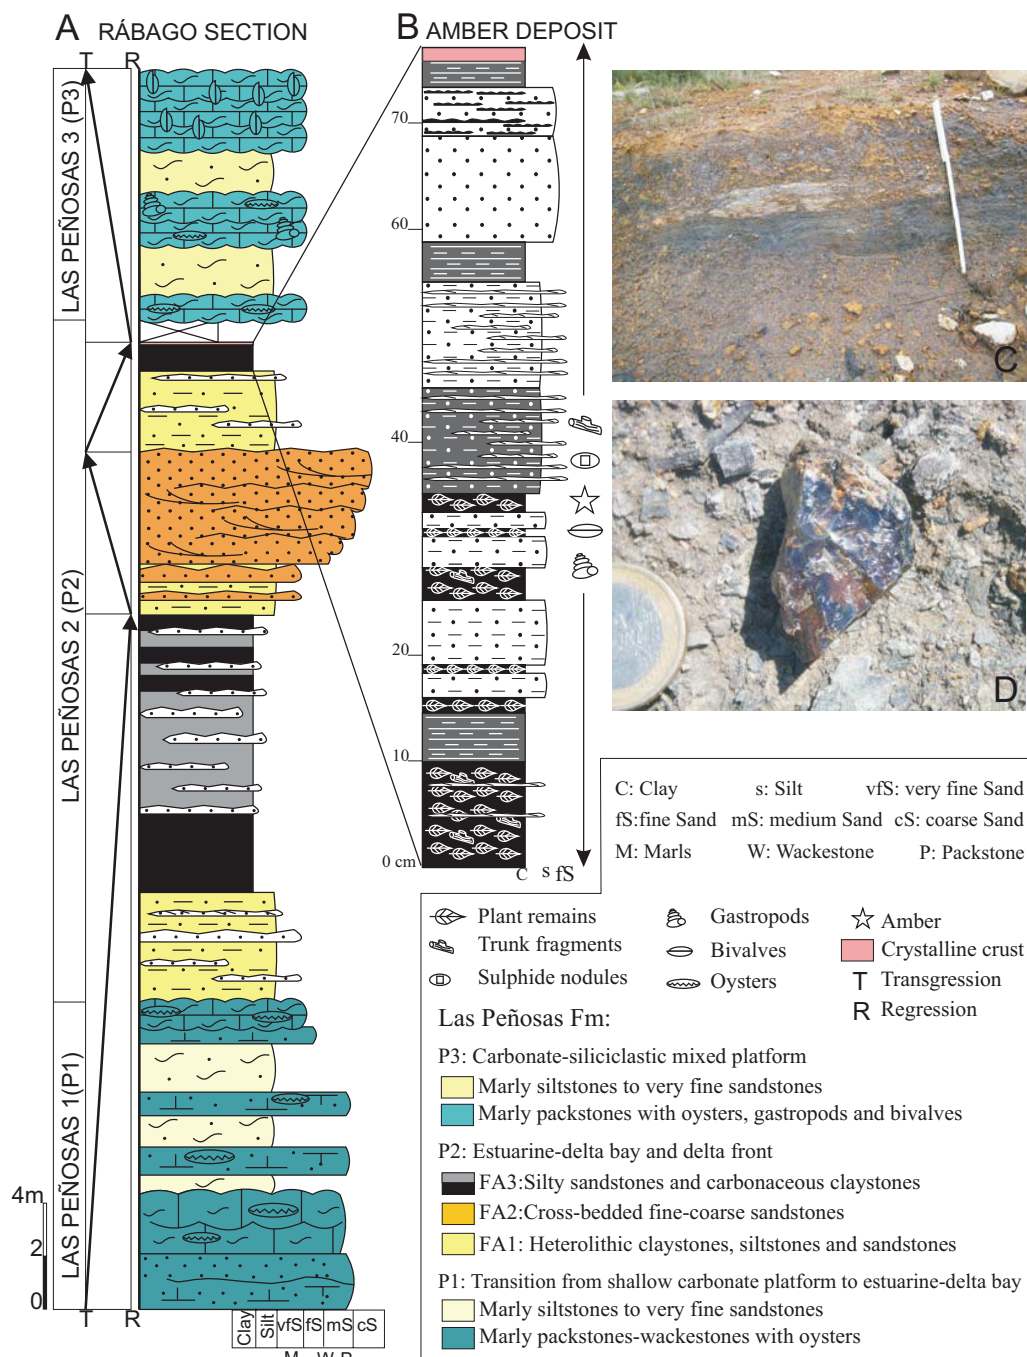 A RÁBAGO SECTION
B AMBER DEPOSIT
T R
LAS PEÑOSAS 3 (P3)
LAS PEÑOSAS 2 (P2)
LAS PEÑOSAS 1(P1)
4m
2
0
T R
Clay Silt vfS fS mS cS
M W P
70
60
40
20
10
0 cm
C s fS
C
D
C: Clay s: Silt vfS: very fine Sand
fS:fine Sand mS: medium Sand cS: coarse Sand
M: Marls W: Wackestone P: Packstone
Plant remains Gastropods Amber
Trunk fragments Bivalves Crystalline crust
Sulphide nodules Oysters T Transgression
R Regression
Las Peñosas Fm:
P3: Carbonate-siliciclastic mixed platform
Marly siltstones to very fine sandstones
Marly packstones with oysters, gastropods and bivalves
P2: Estuarine-delta bay and delta front
FA3:Silty sandstones and carbonaceous claystones
FA2:Cross-bedded fine-coarse sandstones
FA1: Heterolithic claystones, siltstones and sandstones
P1: Transition from shallow carbonate platform to estuarine-delta bay
Marly siltstones to very fine sandstones
Marly packstones-wackestones with oysters